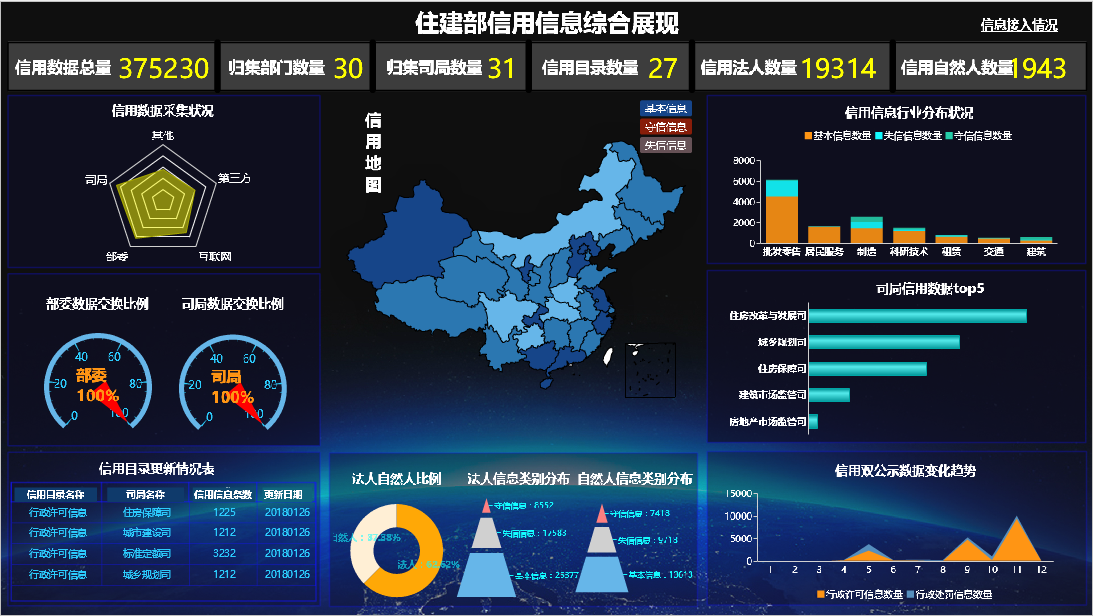 住建部信用信息综合展现
信息接入情况
信用数据总量 375230
归集部门数量 30
归集司局数量 31
信用目录数量 27
信用法人数量 19314
信用自然人数量 1943
信用数据采集状况
其他
司局
第三方
部委
互联网
部委数据交换比例
司局数据交换比例
0 20 40 60 80 100
部委
100%
0 20 40 60 80 100
司局
100%
信用目录更新情况表
信用目录名称 司局名称 信用信息条数 更新日期
行政许可信息 住房保障司 1225 20180126
行政许可信息 城市建设司 1212 20180126
行政许可信息 标准定额司 3232 20180126
行政许可信息 城乡规划司 1212 20180126
信用地图
基本信息
守信信息
失信信息
法人自然人比例
法人信息类别分布
自然人信息类别分布
守信信息：8552
失信信息：17583
基本信息：25377
守信信息：7413
失信信息：9713
基本信息：13613
信用信息行业分布状况
基本信息数量 失信信息数量 守信信息数量
8000
6000
4000
2000
0
批发零售 居民服务 制造 科研技术 租赁 交通 建筑
司局信用数据top5
住房改革与发展司
城乡规划司
住房保障司
建筑市场监管司
房地产市场监管司
信用双公示数据变化趋势
15000
10000
5000
0
1 2 3 4 5 6 7 8 9 10 11 12
行政许可信息数量 行政处罚信息数量